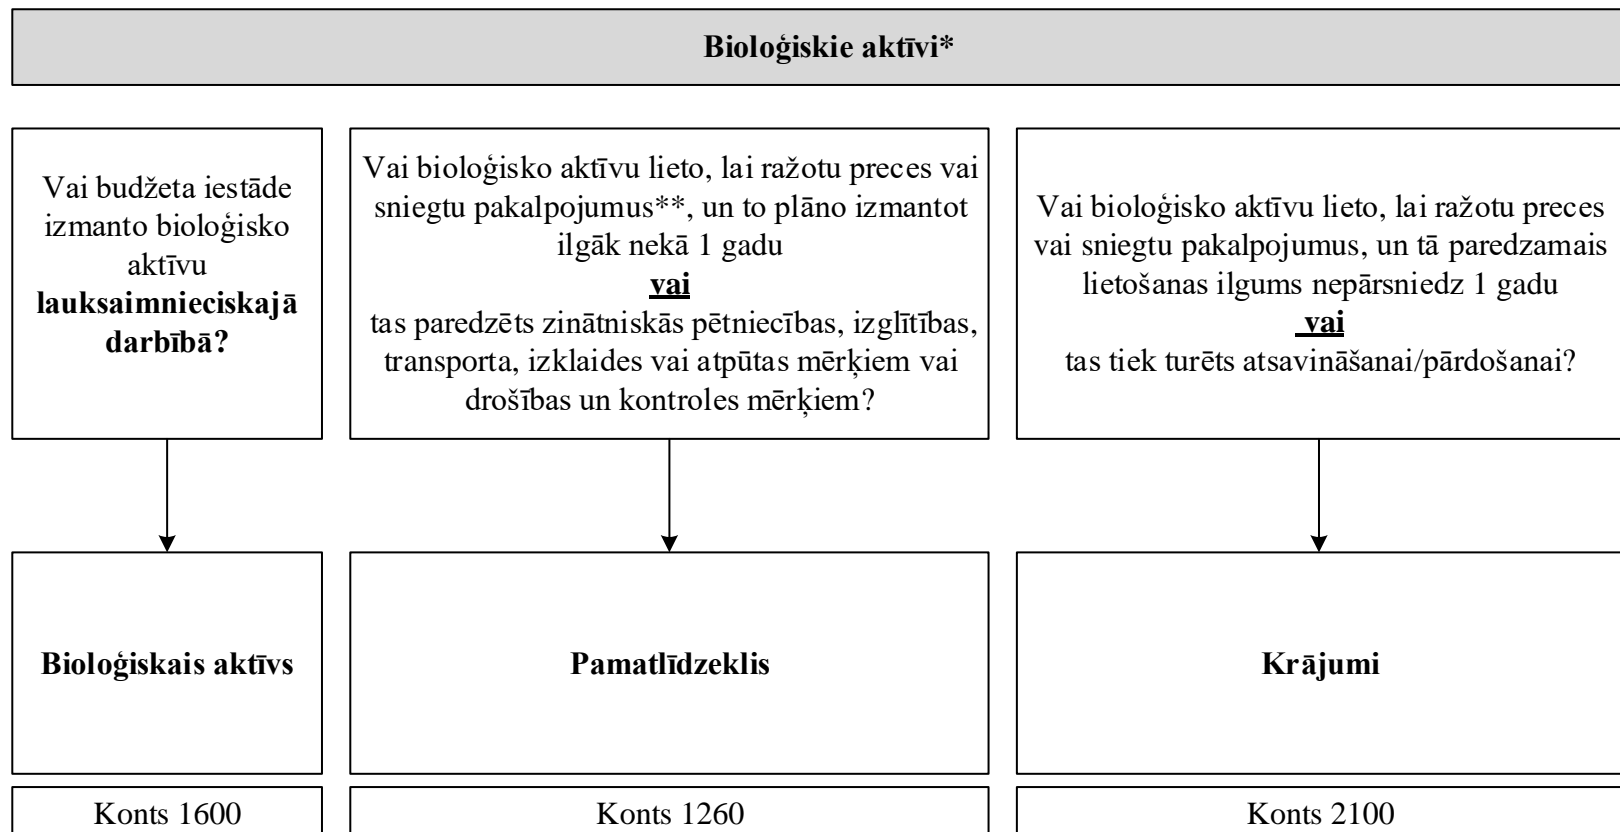 Bioloģiskie aktīvi*
Vai budžeta iestāde
izmanto bioloģisko
aktīvu
lauksaimnieciskajā
darbībā?
Vai bioloģisko aktīvu lieto, lai ražotu preces vai
sniegtu pakalpojumus**, un to plāno izmantot
ilgāk nekā 1 gadu
vai
tas paredzēts zinātniskās pētniecības, izglītības,
transporta, izklaides vai atpūtas mērķiem vai
drošības un kontroles mērķiem?
Vai bioloģisko aktīvu lieto, lai ražotu preces
vai sniegtu pakalpojumus, un tā paredzamais
lietošanas ilgums nepārsniedz 1 gadu
vai
tas tiek turēts atsavināšanai/pārdošanai?
Bioloģiskais aktīvs
Pamatlīdzeklis
Krājumi
Konts 1600
Konts 1260
Konts 2100